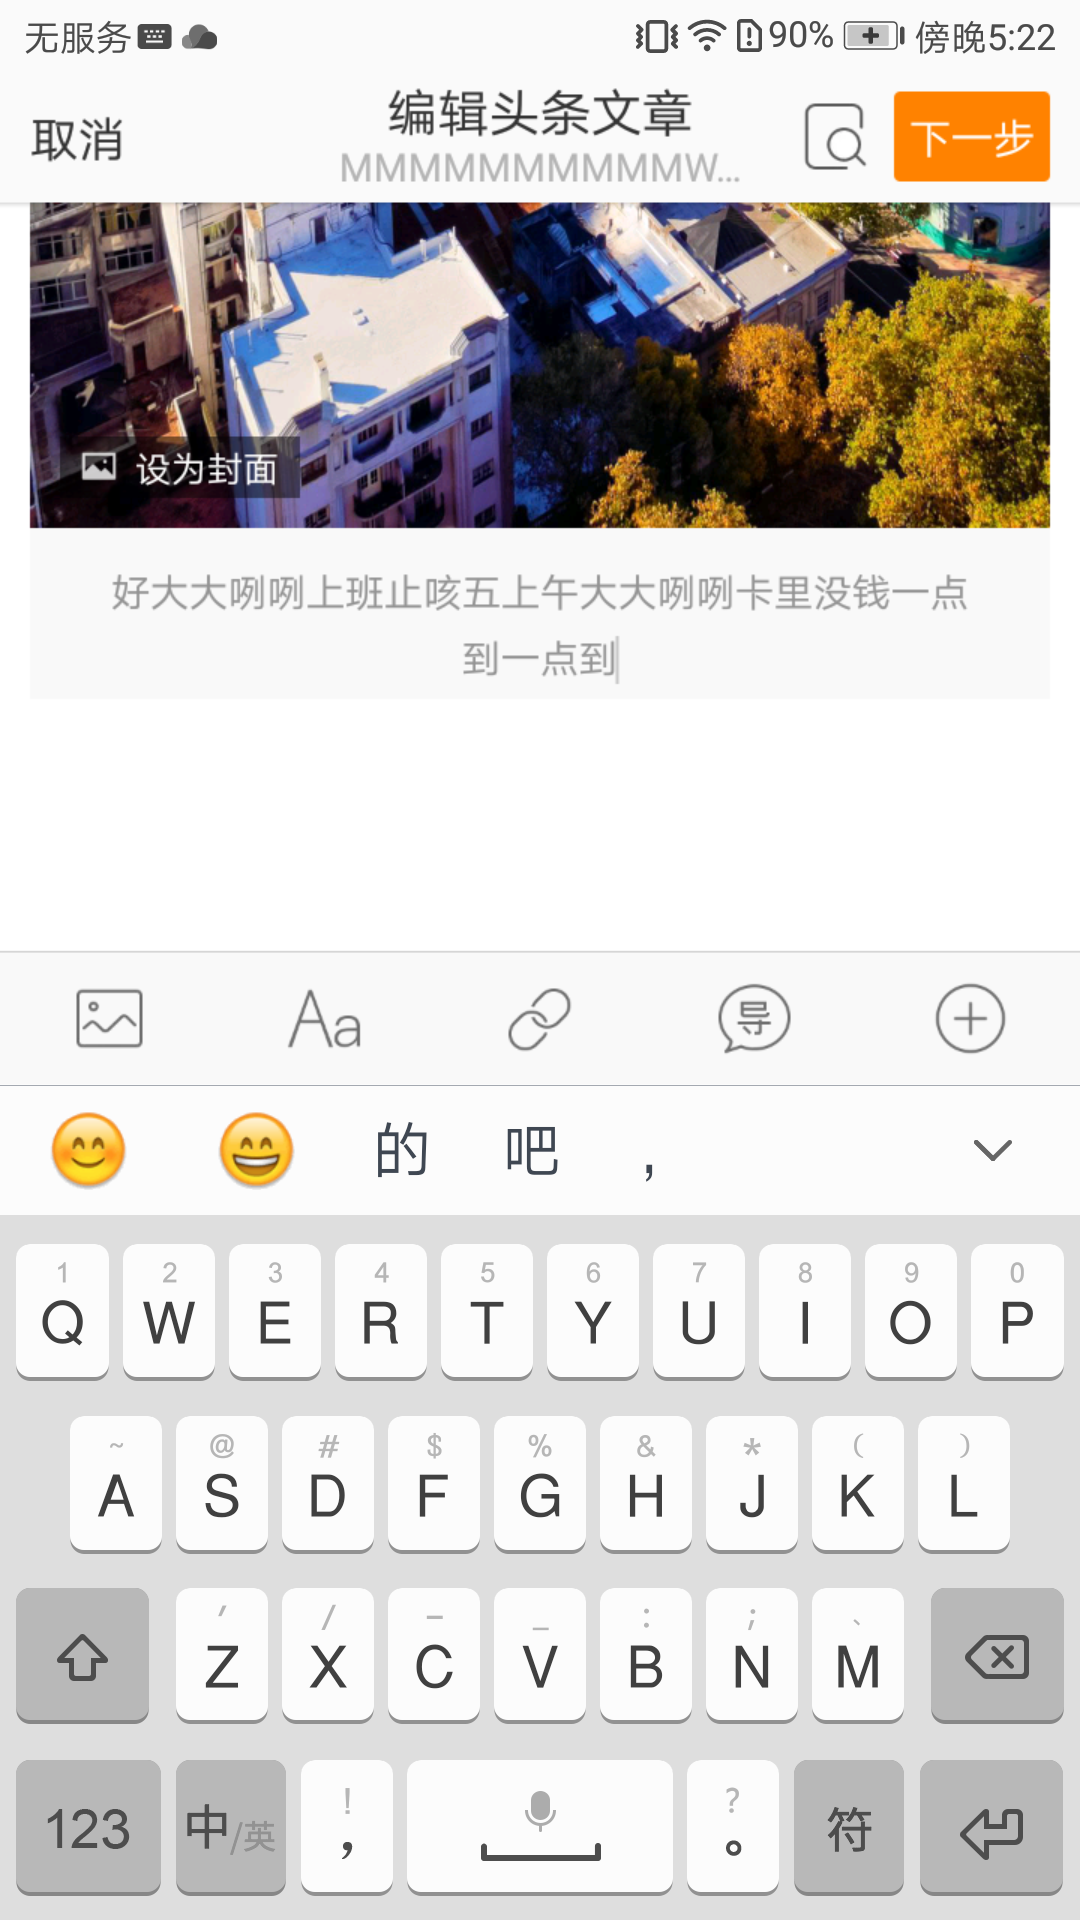 无服务 90% 傍晚5:22
取消 编辑头条文章 下一步
MMMMMMMMMMW...
设为封面
好大大咧咧上班止咳五上午大大咧咧卡里没钱一点
到一点到
Aa 导
的 吧 ，
1 2 3 4 5 6 7 8 9 0
Q W E R T Y U I O P
~ @ # $ % & * ( )
A S D F G H J K L
' / - _ : ; 、
Z X C V B N M
! ?
123 中/英 ， 。 符